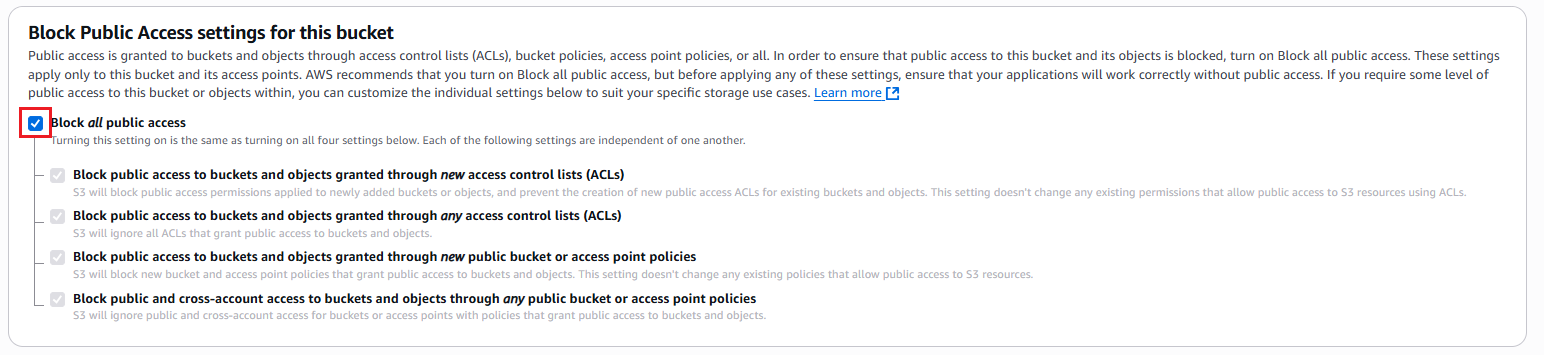 Block Public Access settings for this bucket
Public access is granted to buckets and objects through access control lists (ACLs), bucket policies, access point policies, or all. In order to ensure that public access to this bucket and its objects is blocked, turn on Block all public access. These settings
apply only to this bucket and its access points. AWS recommends that you turn on Block all public access, but before applying any of these settings, ensure that your applications will work correctly without public access. If you require some level of
public access to this bucket or objects within, you can customize the individual settings below to suit your specific storage use cases. Learn more
Block all public access
Turning this setting on is the same as turning on all four settings below. Each of the following settings are independent of one another.
Block public access to buckets and objects granted through new access control lists (ACLs)
S3 will block public access permissions applied to newly added buckets or objects, and prevent the creation of new public access ACLs for existing buckets and objects. This setting doesn't change any existing permissions that allow public access to S3 resources using ACLs.
Block public access to buckets and objects granted through any access control lists (ACLs)
S3 will ignore all ACLs that grant public access to buckets and objects.
Block public access to buckets and objects granted through new public bucket or access point policies
S3 will block new bucket and access point policies that grant public access to buckets and objects. This setting doesn't change any existing policies that allow public access to S3 resources.
Block public and cross-account access to buckets and objects through any public bucket or access point policies
S3 will ignore public and cross-account access for buckets or access points with policies that grant public access to buckets and objects.